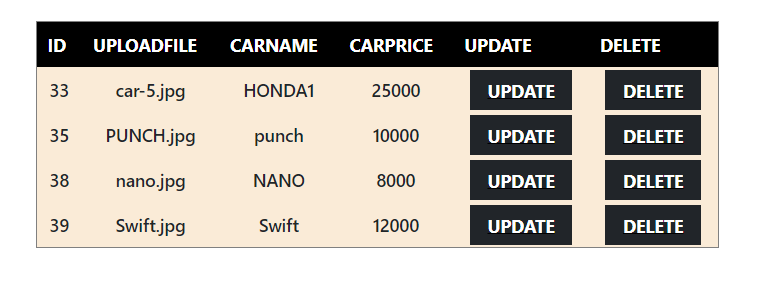 ID UPLOADFILE CARNAME CARPRICE UPDATE DELETE
33 car-5.jpg HONDA1 25000 UPDATE DELETE
35 PUNCH.jpg punch 10000 UPDATE DELETE
38 nano.jpg NANO 8000 UPDATE DELETE
39 Swift.jpg Swift 12000 UPDATE DELETE